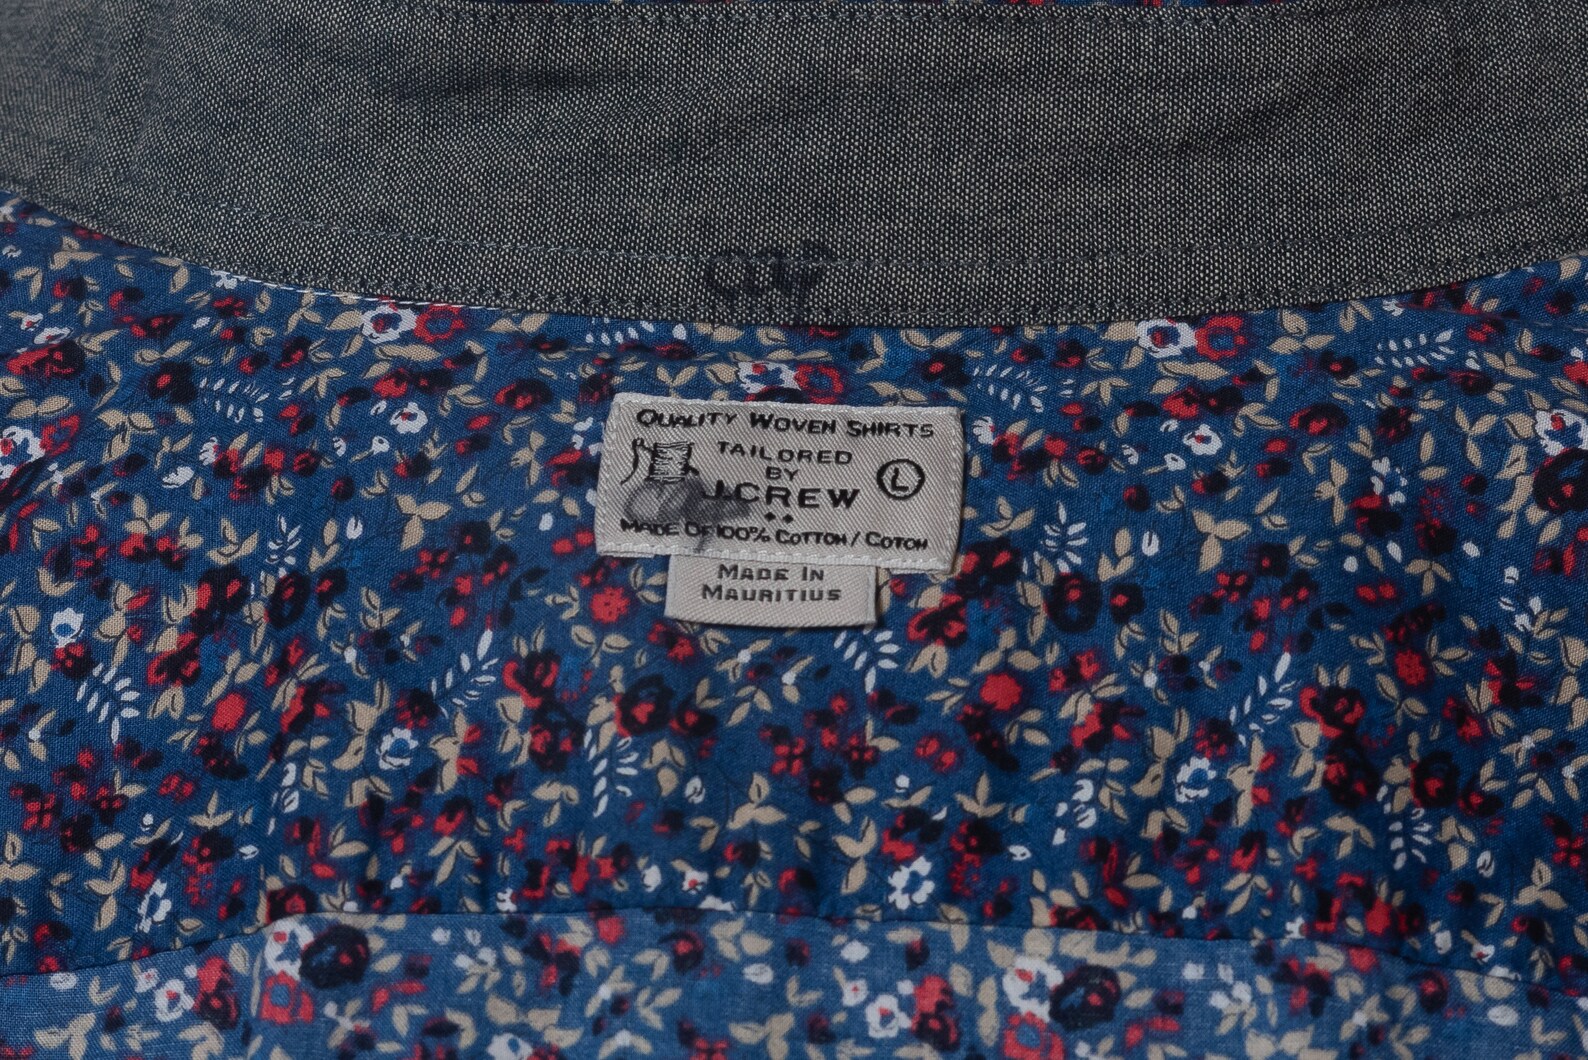 QUALITY WOVEN SHIRTS
TAILORED
BY
L
J.CREW
MADE OF 100% COTTON / COTON
MADE IN
MAURITIUS